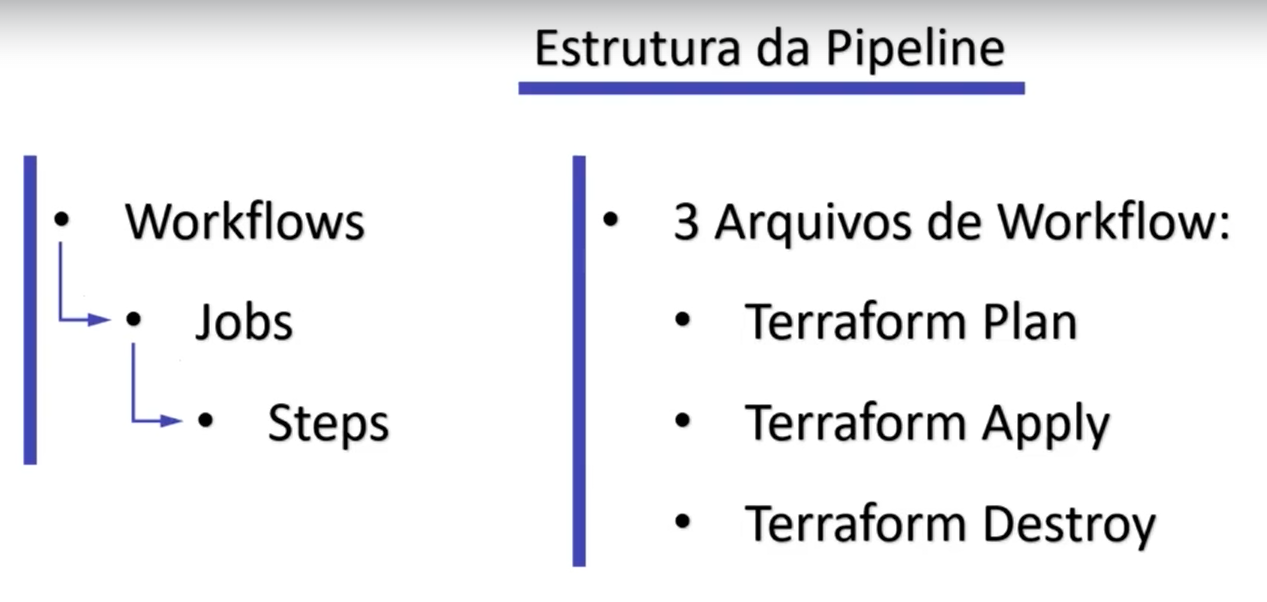 Estrutura da Pipeline
• Workflows
• Jobs
• Steps
• 3 Arquivos de Workflow:
• Terraform Plan
• Terraform Apply
• Terraform Destroy